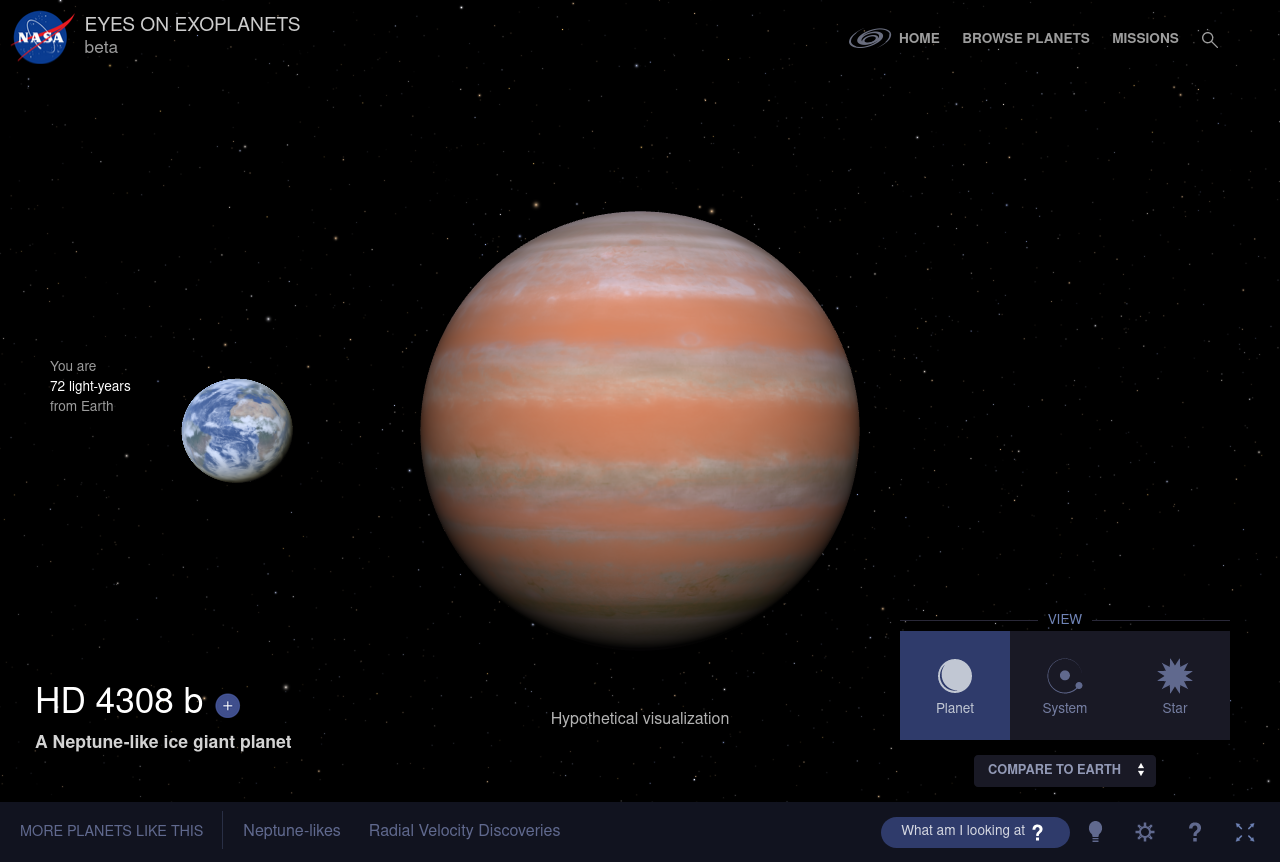 NASA
EYES ON EXOPLANETS
beta
HOME
BROWSE PLANETS
MISSIONS
You are
72 light-years
from Earth
VIEW
Planet
System
Star
HD 4308 b +
A Neptune-like ice giant planet
Hypothetical visualization
COMPARE TO EARTH
MORE PLANETS LIKE THIS
Neptune-likes
Radial Velocity Discoveries
What am I looking at ?
?